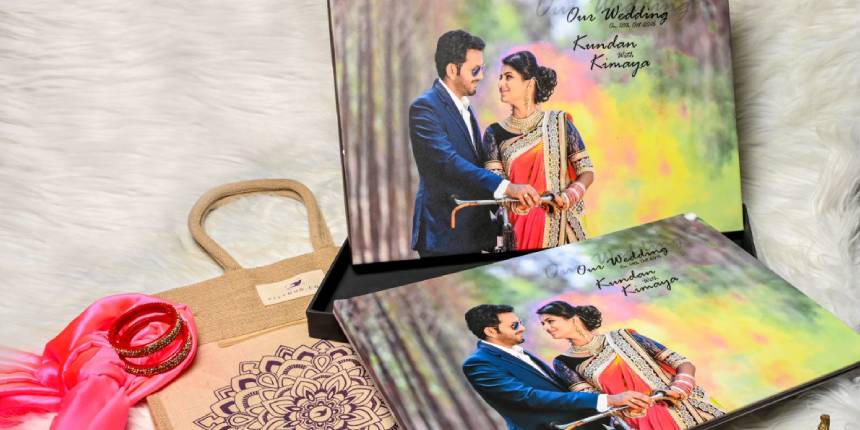 Our Wedding
Kundan
With
Kimaya
Our Wedding
Kundan
With
Kimaya